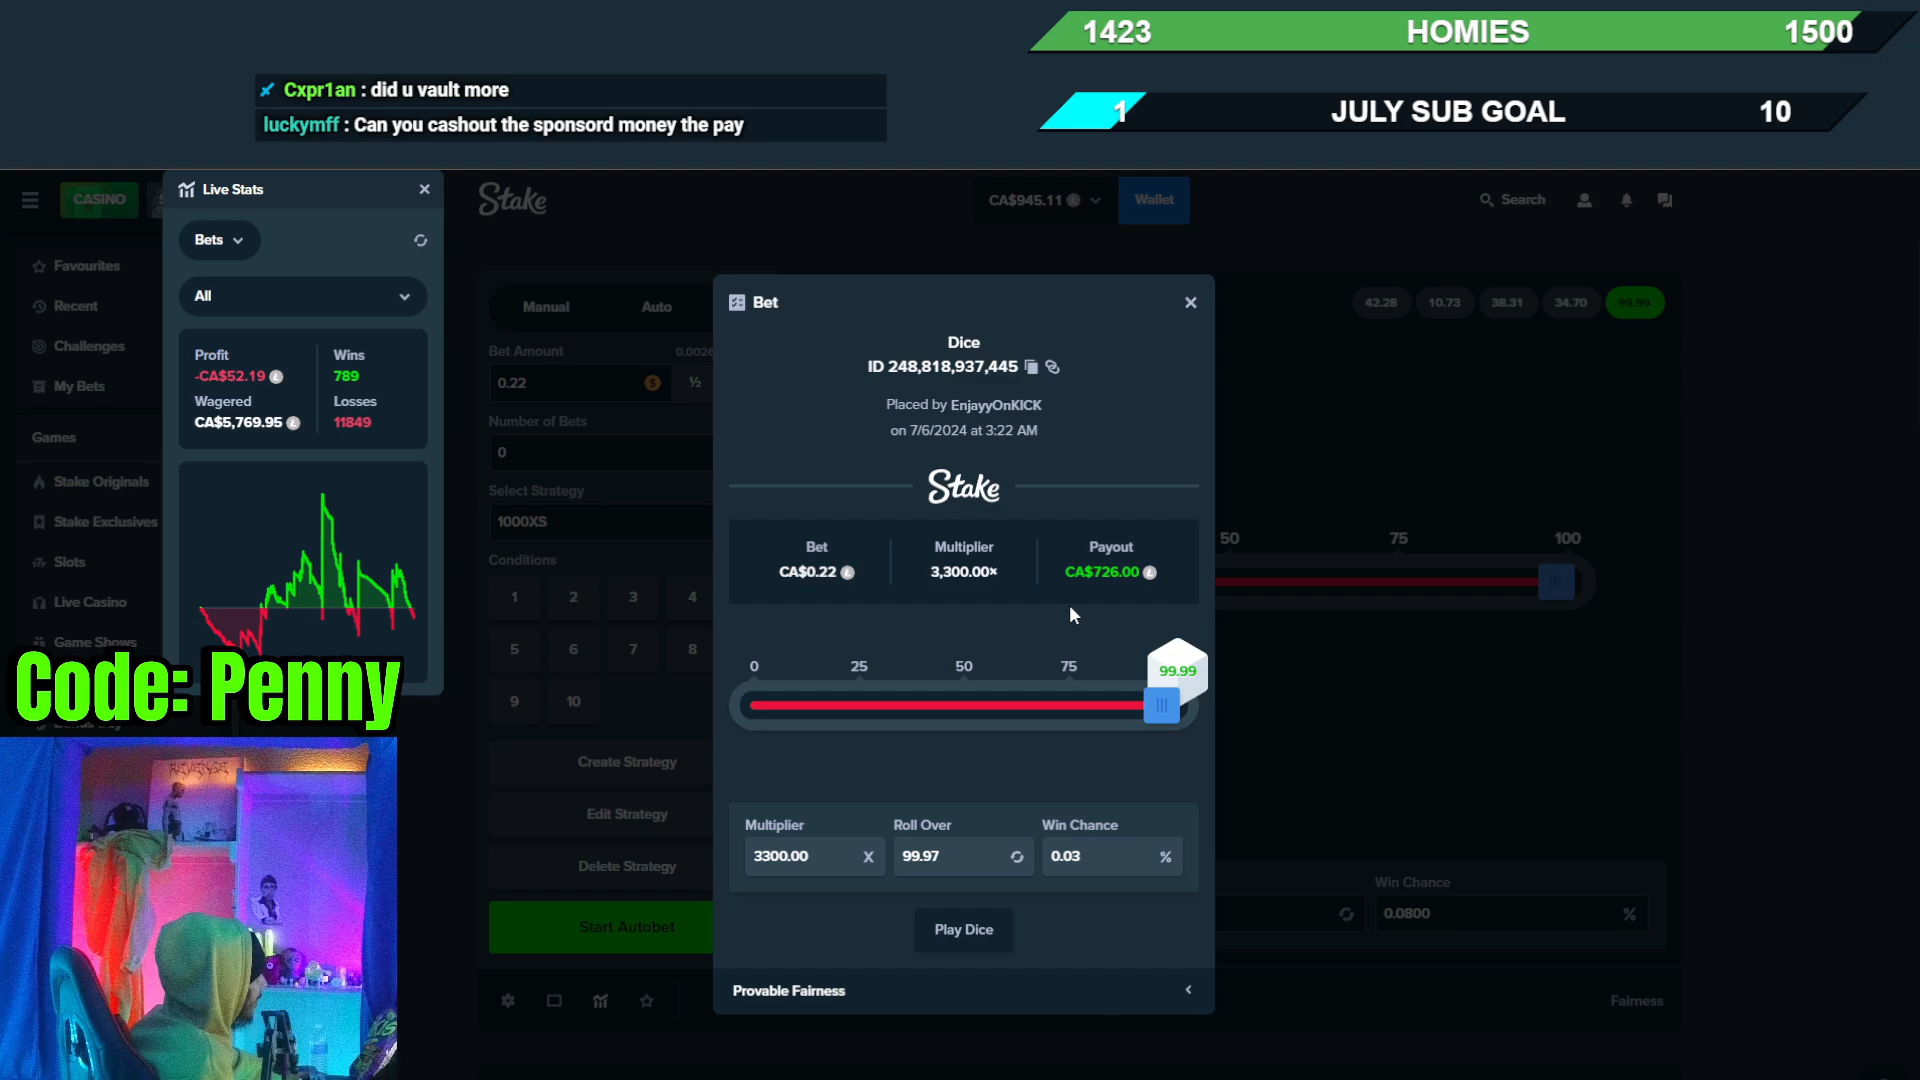 1423 HOMIES 1500
Cxpr1an : did u vault more
luckymff : Can you cashout the sponsord money the pay
1 JULY SUB GOAL 10
CASINO
Live Stats
Stake
CA$945.11
Wallet
Search
Bets
All
Profit
-CA$52.19
Wins
789
Wagered
CA$5,769.95
Losses
11849
Favourites
Recent
Challenges
My Bets
Games
Stake Originals
Stake Exclusives
Slots
Live Casino
Game Shows
Code: Penny
REVENGE
Manual Auto
Bet Amount 0.0026
0.22 ½
Number of Bets
0
Select Strategy
1000XS
Conditions
1 2 3 4
5 6 7 8
9 10
Create Strategy
Edit Strategy
Delete Strategy
Start Autobet
Bet
Dice
ID 248,818,937,445
Placed by EnjayyOnKICK
on 7/6/2024 at 3:22 AM
Stake
Bet Multiplier Payout
CA$0.22 3,300.00× CA$726.00
0 25 50 75
99.99
Multiplier Roll Over Win Chance
3300.00 X 99.97 0.03 %
Play Dice
Provable Fairness
42.28 10.73 38.31 34.70 99.99
50 75 100
Win Chance
0.0800 %
Fairness